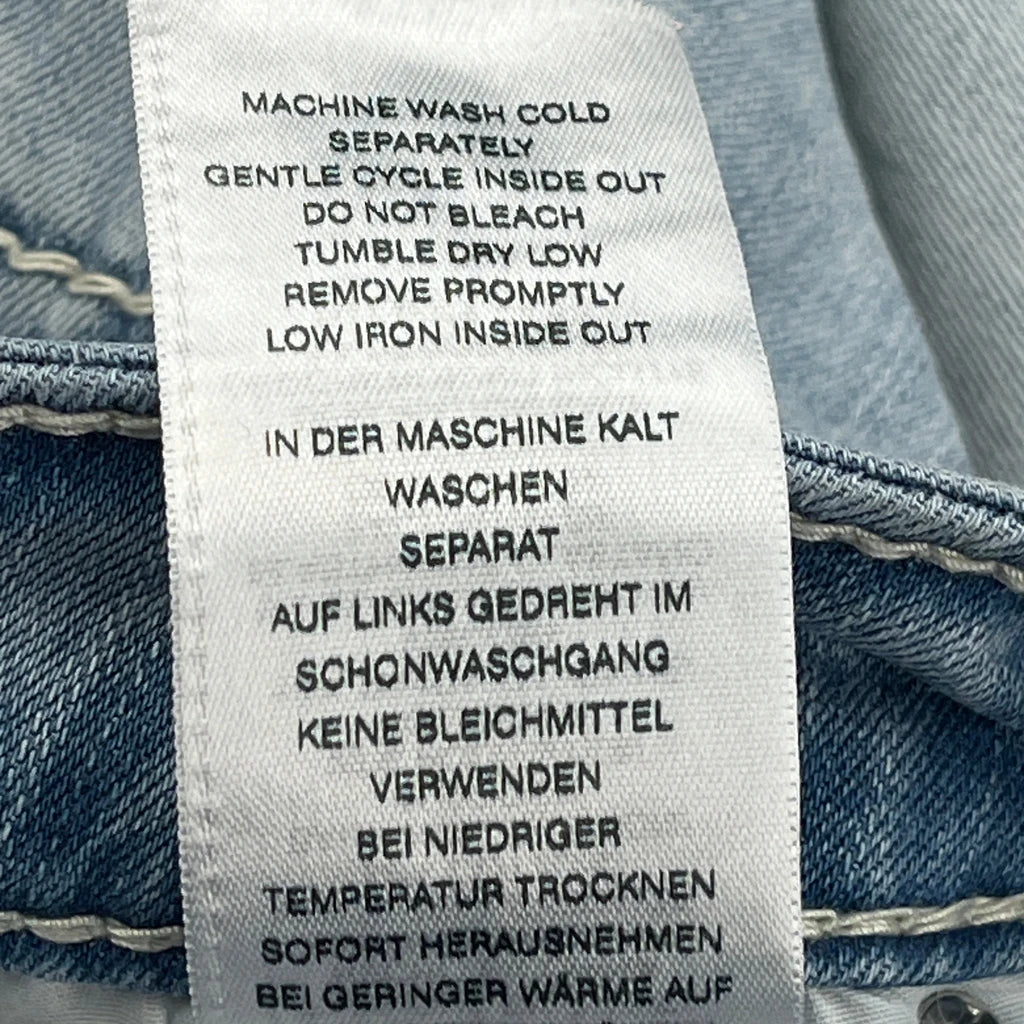 MACHINE WASH COLD
SEPARATELY
GENTLE CYCLE INSIDE OUT
DO NOT BLEACH
TUMBLE DRY LOW
REMOVE PROMPTLY
LOW IRON INSIDE OUT
IN DER MASCHINE KALT
WASCHEN
SEPARAT
AUF LINKS GEDREHT IM
SCHONWASCHGANG
KEINE BLEICHMITTEL
VERWENDEN
BEI NIEDRIGER
TEMPERATUR TROCKNEN
SOFORT HERAUSNEHMEN
BEI GERINGER WÄRME AUF